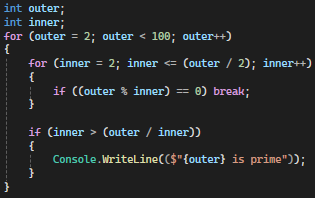 int outer;
int inner;
for (outer = 2; outer < 100; outer++)
{
    for (inner = 2; inner <= (outer / 2); inner++)
    {
        if ((outer % inner) == 0) break;
    }

    if (inner > (outer / inner))
    {
        Console.WriteLine(($"{outer} is prime"));
    }
}